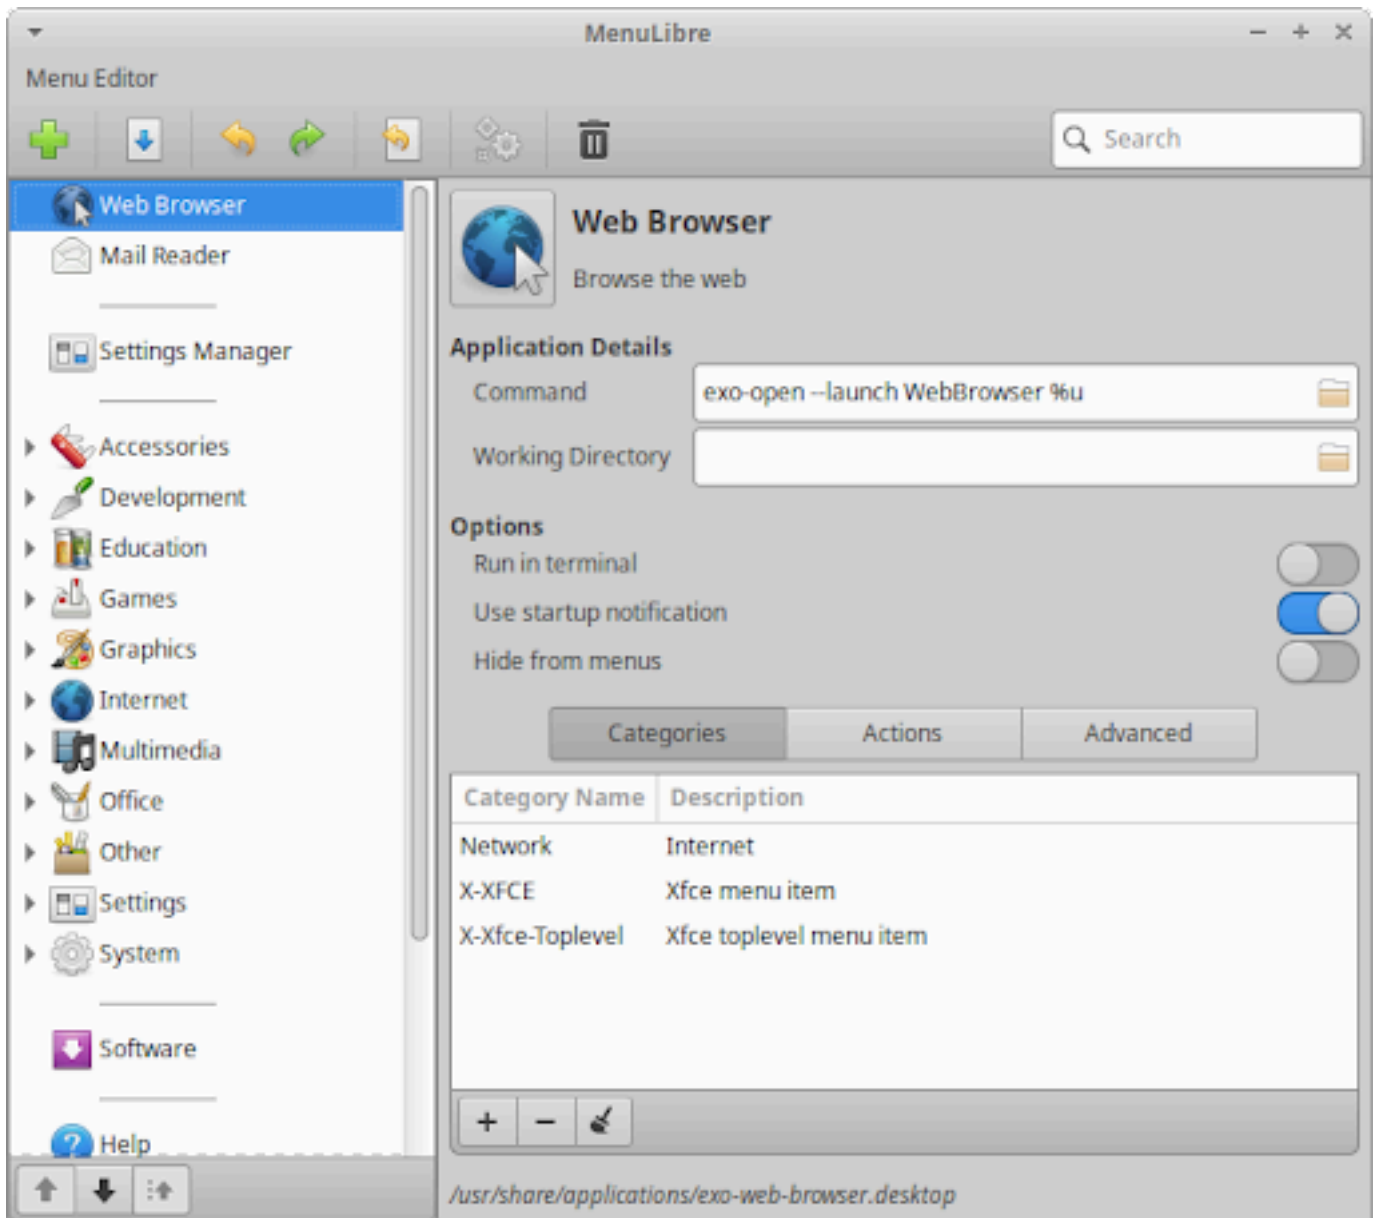 MenuLibre
Menu Editor
Search
Web Browser
Mail Reader
Settings Manager
Accessories
Development
Education
Games
Graphics
Internet
Multimedia
Office
Other
Settings
System
Software
Help
Web Browser
Browse the web
Application Details
Command exo-open --launch WebBrowser %u
Working Directory
Options
Run in terminal
Use startup notification
Hide from menus
Categories Actions Advanced
Category Name Description
Network Internet
X-XFCE Xfce menu item
X-Xfce-Toplevel Xfce toplevel menu item
/usr/share/applications/exo-web-browser.desktop